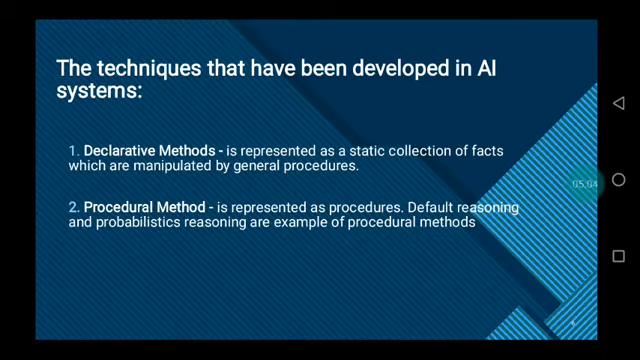 The techniques that have been developed in AI
systems:
1. Declarative Methods - is represented as a static collection of facts
which are manipulated by general procedures.
2. Procedural Method - is represented as procedures. Default reasoning
and probabilistics reasoning are example of procedural methods
05:04